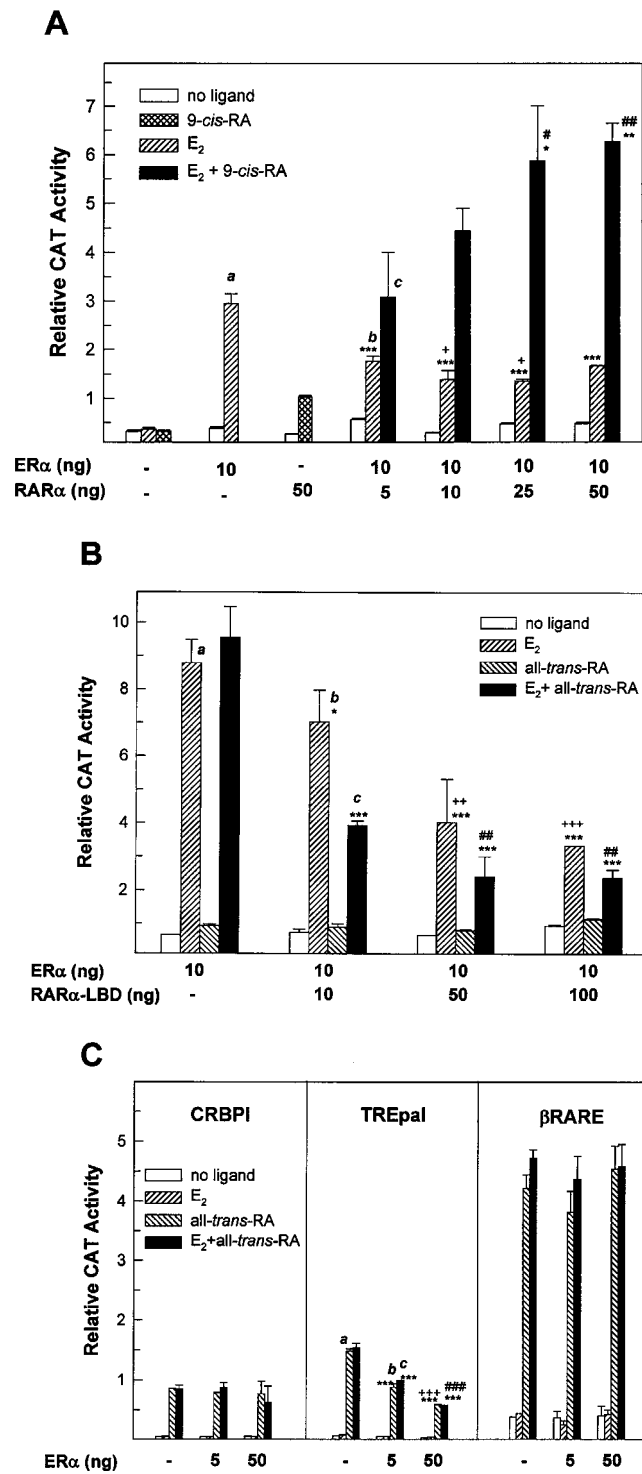 A
no ligand
9-cis-RA
E2
E2 + 9-cis-RA
Relative CAT Activity
7
6
5
4
3
2
1
a
b
***
c
+
***
+
***
#
*
***
##
**
ERα (ng) - 10 - 10 10 10 10
RARα (ng) - - 50 5 10 25 50
B
no ligand
E2
all-trans-RA
E2+ all-trans-RA
Relative CAT Activity
10
8
6
4
2
a
b
*
c
***
++
***
##
***
+++
***
##
***
ERα (ng) 10 10 10 10
RARα-LBD (ng) - 10 50 100
C
CRBPI TREpal βRARE
no ligand
E2
all-trans-RA
E2+all-trans-RA
Relative CAT Activity
5
4
3
2
1
a
b c
*** ***
+++ ###
*** ***
ERα (ng) - 5 50 - 5 50 - 5 50